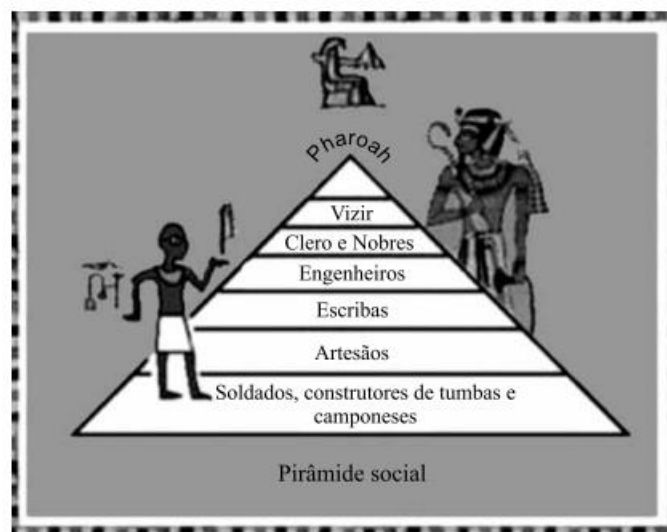 Pharoah
Vizir
Clero e Nobres
Engenheiros
Escribas
Artesãos
Soldados, construtores de tumbas e
camponeses
Pirâmide social